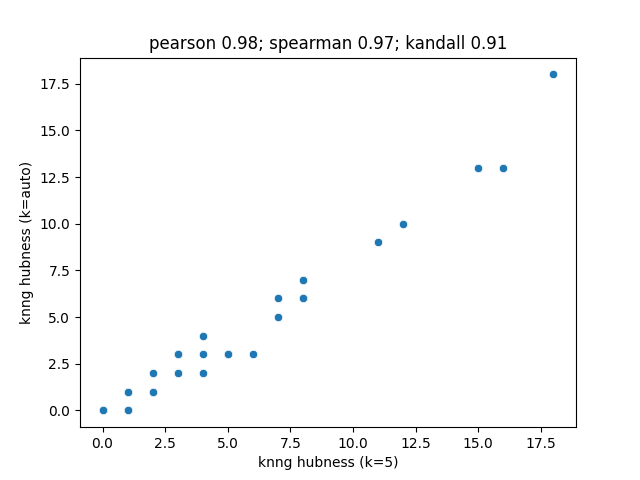 pearson 0.98; spearman 0.97; kandall 0.91
17.5
15.0
12.5
10.0
7.5
5.0
2.5
0.0
knng hubness (k=auto)
0.0 2.5 5.0 7.5 10.0 12.5 15.0 17.5
knng hubness (k=5)